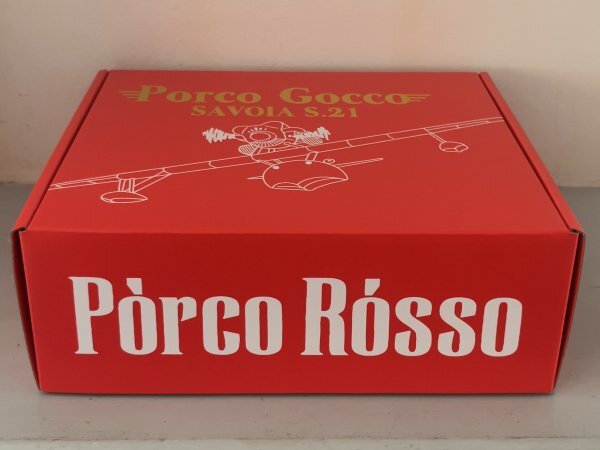 Porco Gocco
SAVOIA S.21
Pòrco Rósso